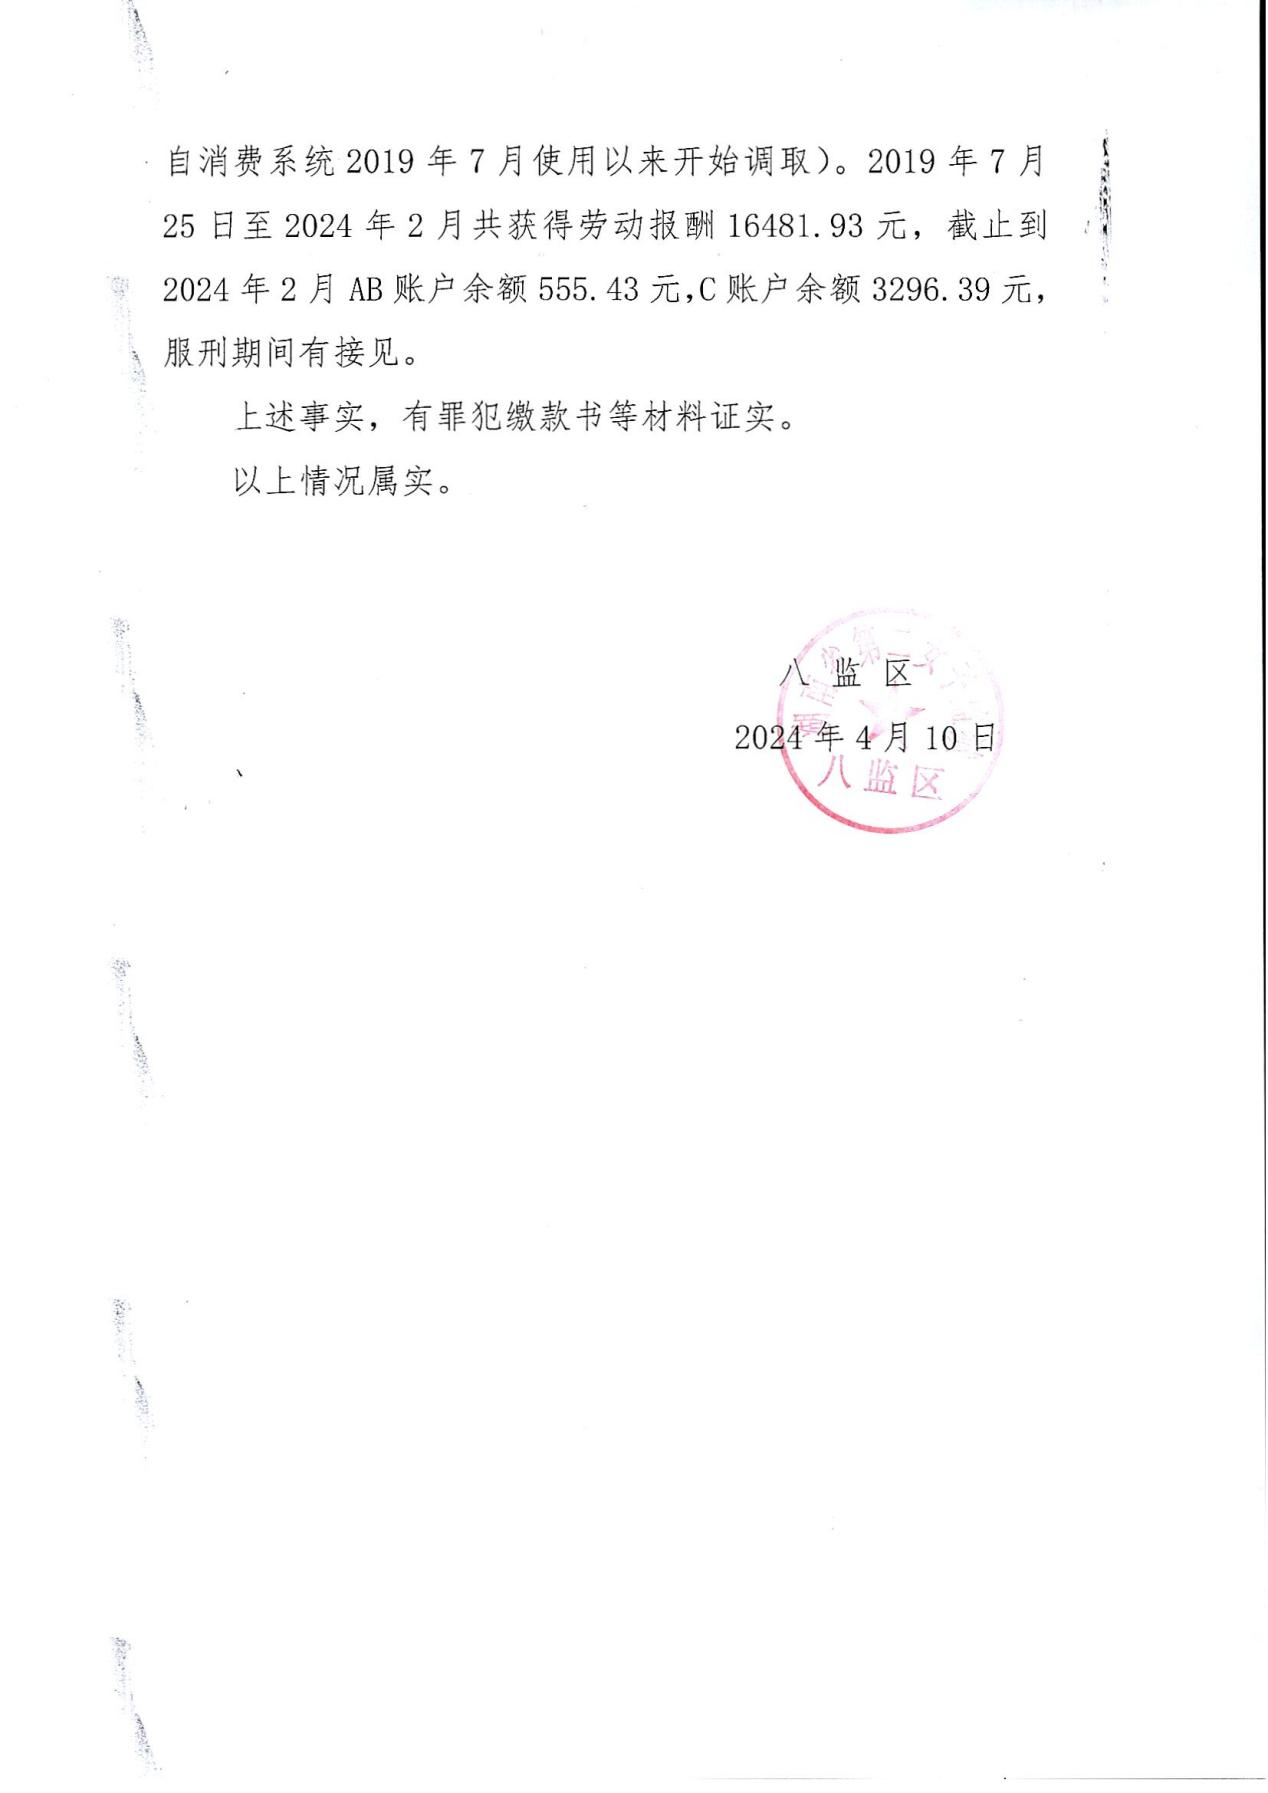 自消费系统 2019 年 7 月使用以来开始调取）。2019 年 7 月
25 日至 2024 年 2 月共获得劳动报酬 16481.93 元，截止到
2024 年 2 月 AB 账户余额 555.43 元,C 账户余额 3296.39 元,
服刑期间有接见。
上述事实，有罪犯缴款书等材料证实。
以上情况属实。
八 监 区
2024 年 4 月 10 日
八监区